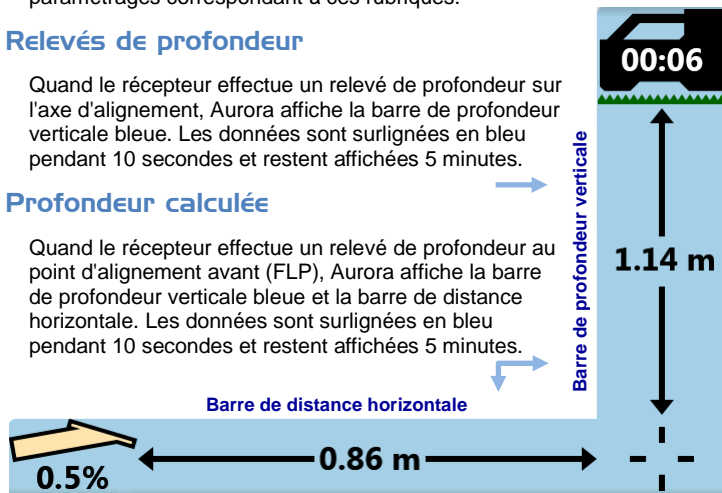 paramétrages correspondant à ces rubriques.
Relevés de profondeur
Quand le récepteur effectue un relevé de profondeur sur
l'axe d'alignement, Aurora affiche la barre de profondeur
verticale bleue. Les données sont surlignées en bleu
pendant 10 secondes et restent affichées 5 minutes.
Profondeur calculée
Quand le récepteur effectue un relevé de profondeur au
point d'alignement avant (FLP), Aurora affiche la barre
de profondeur verticale bleue et la barre de distance
horizontale. Les données sont surlignées en bleu
pendant 10 secondes et restent affichées 5 minutes.
Barre de distance horizontale
Barre de profondeur verticale
00:06
1.14 m
0.86 m
0.5%